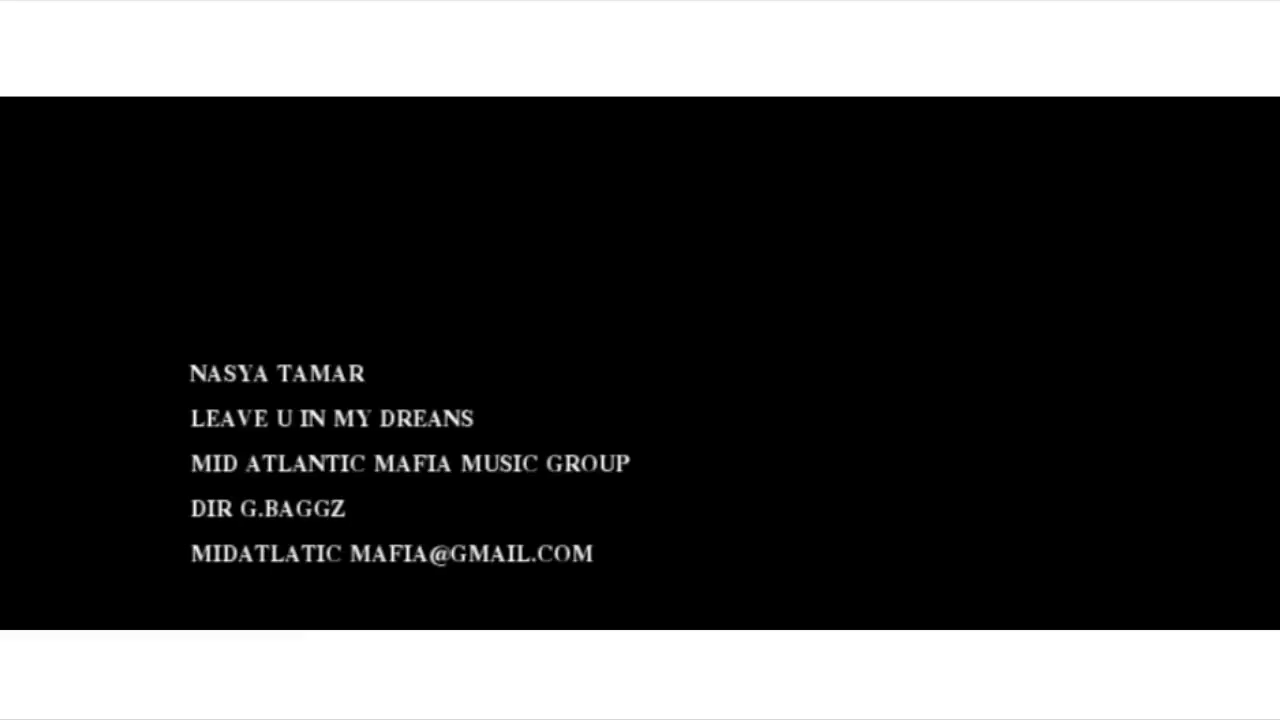 NASYA TAMAR
LEAVE U IN MY DREANS
MID ATLANTIC MAFIA MUSIC GROUP
DIR G.BAGGZ
MIDATLATIC MAFIA@GMAIL.COM